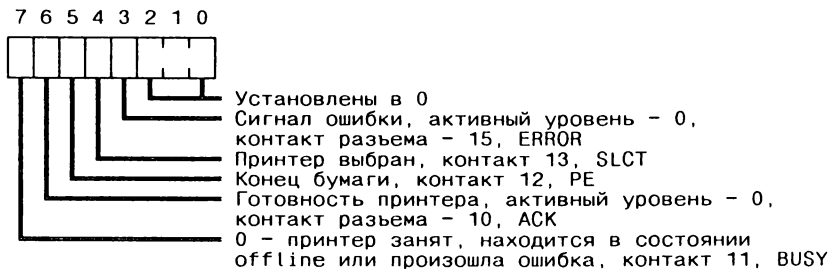 7 6 5 4 3 2 1 0
Установлены в 0
Сигнал ошибки, активный уровень - 0,
контакт разъема - 15, ERROR
Принтер выбран, контакт 13, SLCT
Конец бумаги, контакт 12, PE
Готовность принтера, активный уровень - 0,
контакт разъема - 10, ACK
0 - принтер занят, находится в состоянии
offline или произошла ошибка, контакт 11, BUSY